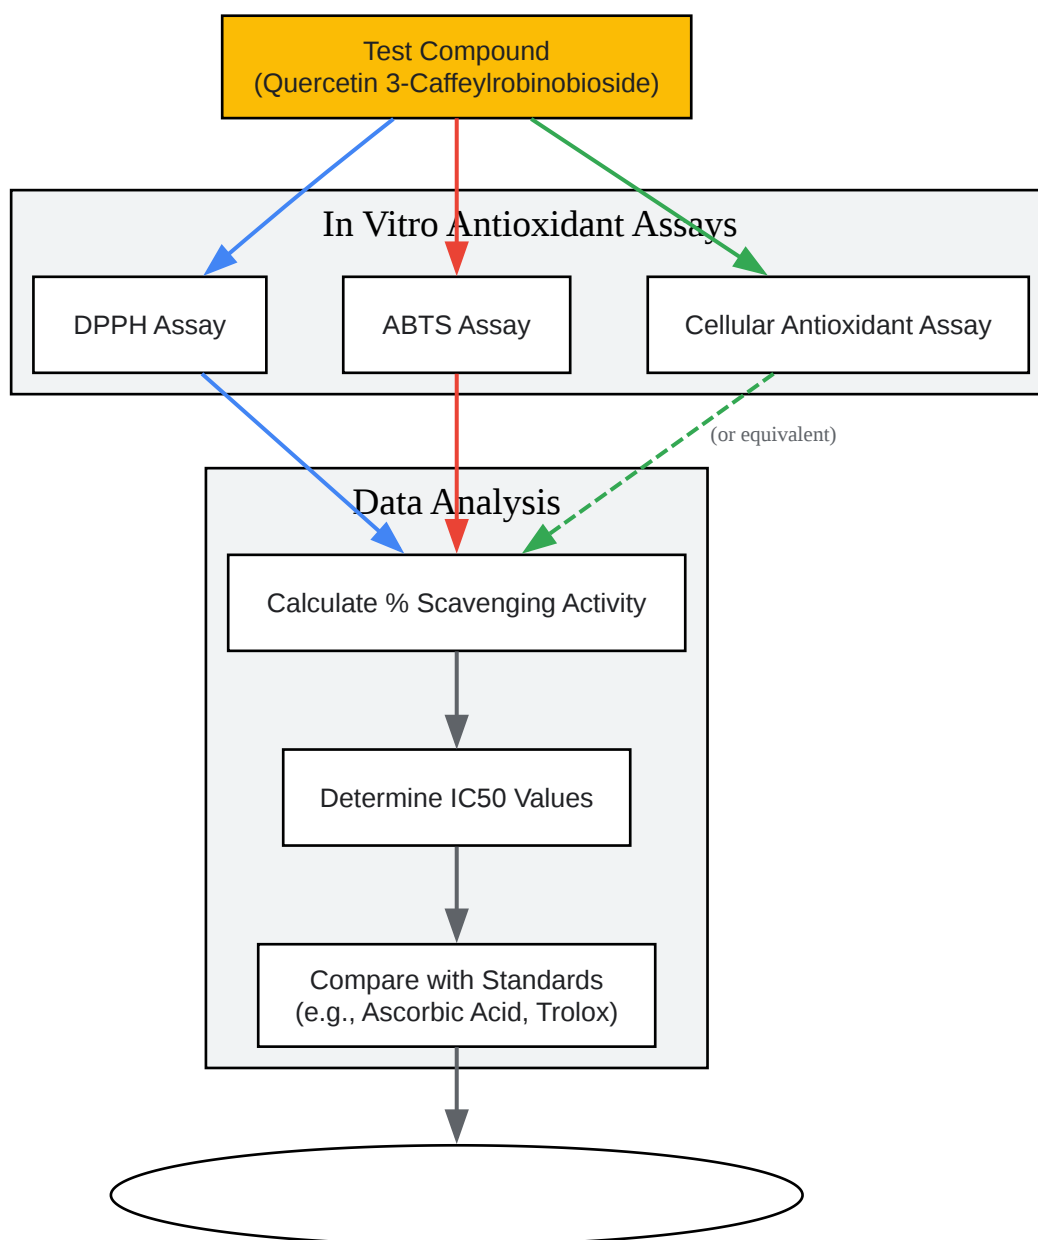 Test Compound
(Quercetin 3-Caffeylrobinobioside)
In Vitro Antioxidant Assays
DPPH Assay
ABTS Assay
Cellular Antioxidant Assay
(or equivalent)
Data Analysis
Calculate % Scavenging Activity
Determine IC50 Values
Compare with Standards
(e.g., Ascorbic Acid, Trolox)